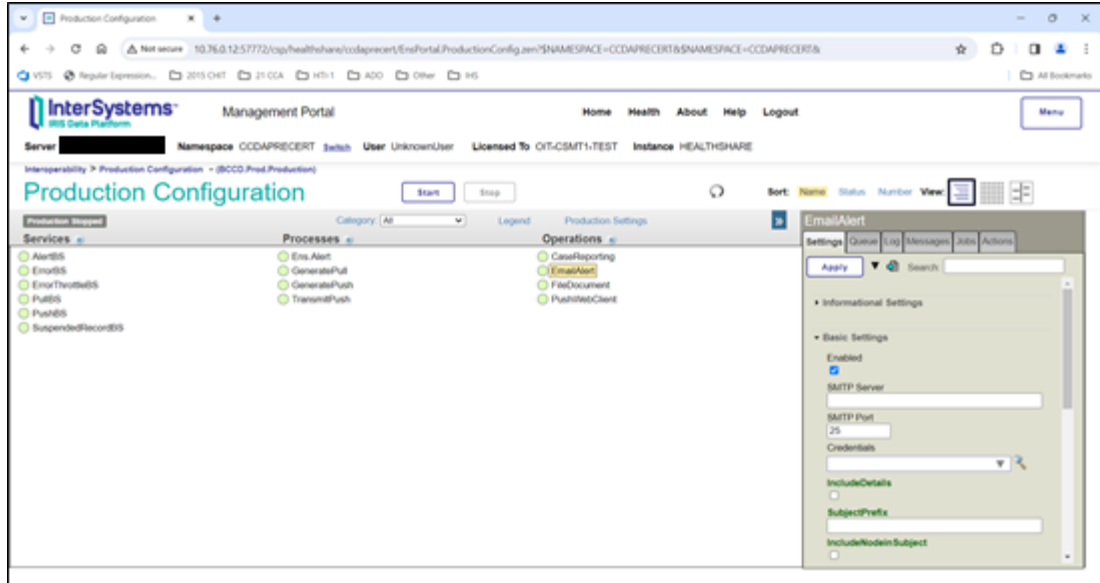 Production Configuration
Not secure 10.76.0.12:57772/csp/healthshare/ccdaprecert/EnsPortal.ProductionConfig.zen?$NAMESPACE=CCDAPRECERT&$NAMESPACE=CCDAPRECERT&
VSTS Regular Expression... 2015 CHIT 21 CCA HTI-1 ADO Other IHS All Bookmarks
InterSystems™
IRIS Data Platform
Management Portal
Home Health About Help Logout
Menu
Server Namespace CCDAPRECERT Switch User UnknownUser Licensed To OIT-CSMT1-TEST Instance HEALTHSHARE
Interoperability > Production Configuration - (BCCD.Prod.Production)
Production Configuration
Start Stop
Sort: Name Status Number View:
Production Stopped
Category: All Legend Production Settings
Services
AlertBS
ErrorBS
ErrorThrottleBS
PullBS
PushBS
SuspendedRecordBS
Processes
Ens.Alert
GeneratePull
GeneratePush
TransmitPush
Operations
CaseReporting
EmailAlert
FileDocument
PushWebClient
EmailAlert
Settings Queue Log Messages Jobs Actions
Apply Search:
Informational Settings
Basic Settings
Enabled
SMTP Server
SMTP Port
25
Credentials
IncludeDetails
SubjectPrefix
IncludeNodeinSubject